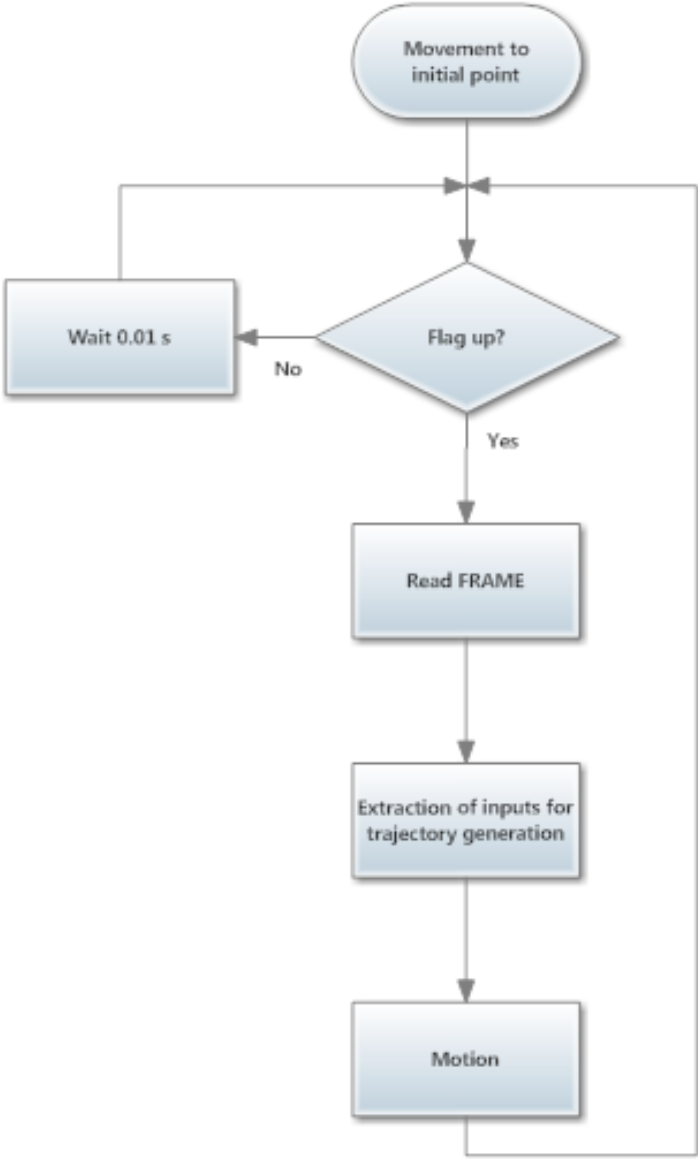 Movement to
initial point
Flag up?
Wait 0.01 s
No
Yes
Read FRAME
Extraction of inputs for
trajectory generation
Motion